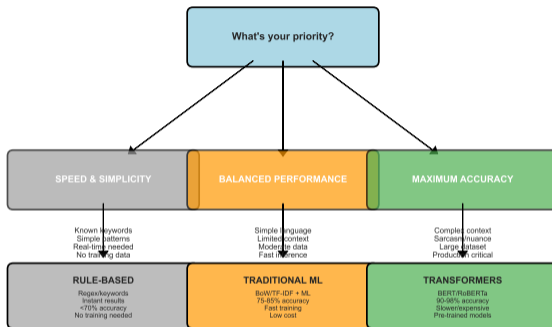 What's your priority?
SPEED & SIMPLICITY
BALANCED PERFORMANCE
MAXIMUM ACCURACY
Known keywords
Simple patterns
Real-time needed
No training data
Simple language
Limited context
Moderate data
Fast inference
Complex context
Sarcasm/nuance
Large dataset
Production critical
RULE-BASED
Regex/keywords
Instant results
<70% accuracy
No training needed
TRADITIONAL ML
BoW/TF-IDF + ML
75-85% accuracy
Fast training
Low cost
TRANSFORMERS
BERT/RoBERTa
90-98% accuracy
Slower/expensive
Pre-trained models